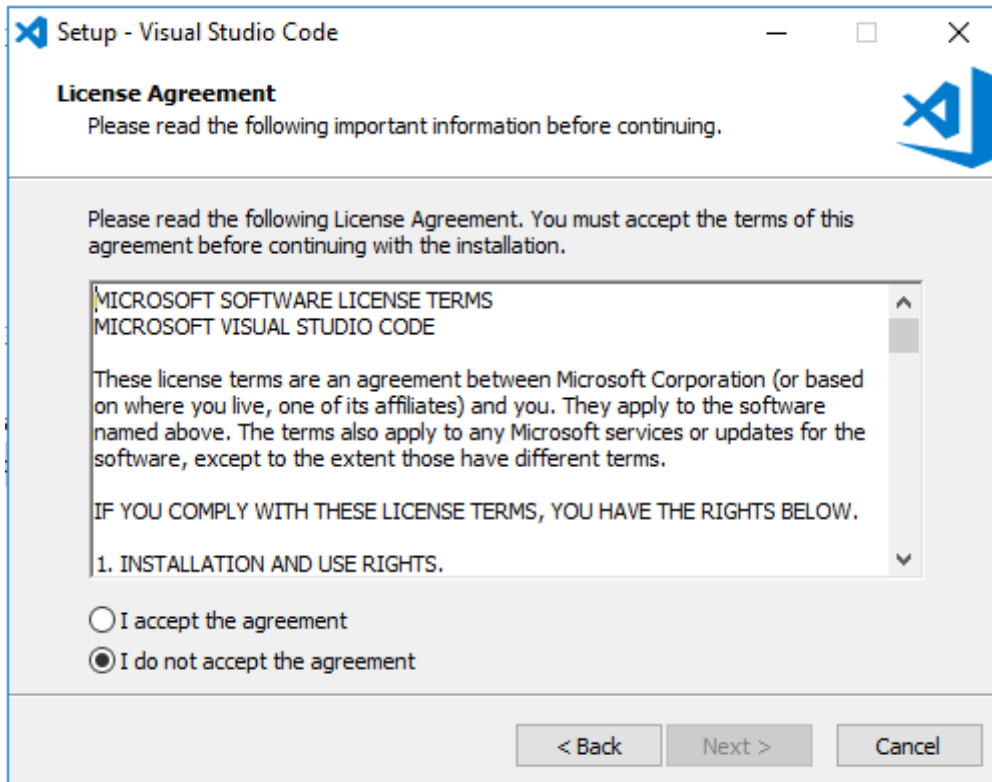 Setup - Visual Studio Code
License Agreement
Please read the following important information before continuing.
Please read the following License Agreement. You must accept the terms of this
agreement before continuing with the installation.
MICROSOFT SOFTWARE LICENSE TERMS
MICROSOFT VISUAL STUDIO CODE
These license terms are an agreement between Microsoft Corporation (or based
on where you live, one of its affiliates) and you. They apply to the software
named above. The terms also apply to any Microsoft services or updates for the
software, except to the extent those have different terms.
IF YOU COMPLY WITH THESE LICENSE TERMS, YOU HAVE THE RIGHTS BELOW.
1. INSTALLATION AND USE RIGHTS.
I accept the agreement
I do not accept the agreement
< Back
Next >
Cancel